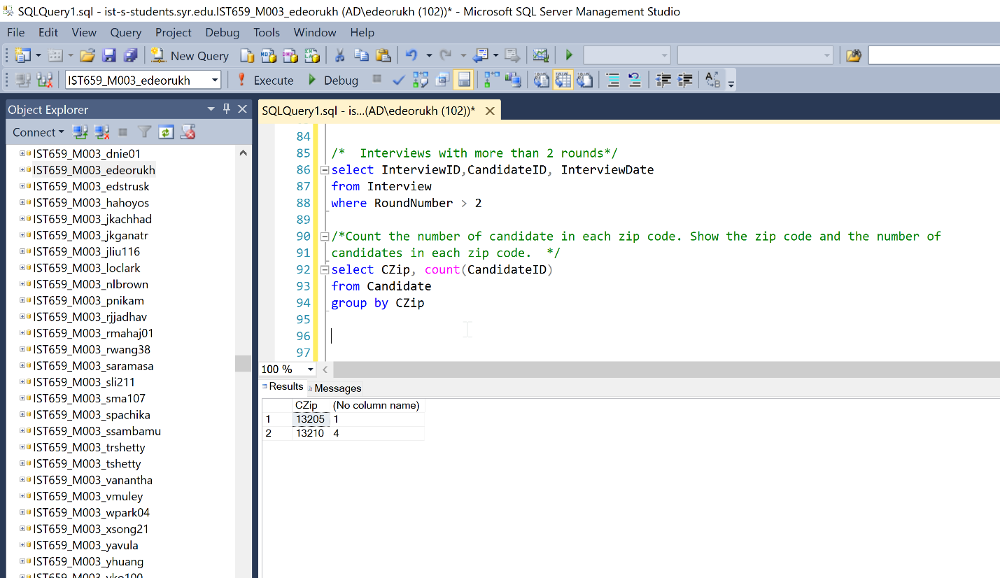 SQLQuery1.sql - ist-s-students.syr.edu.IST659_M003_edeorukh (AD\edeorukh (102))* - Microsoft SQL Server Management Studio
File Edit View Query Project Debug Tools Window Help
New Query
IST659_M003_edeorukh Execute Debug
Object Explorer
Connect
IST659_M003_dnie01
IST659_M003_edeorukh
IST659_M003_edstrusk
IST659_M003_hahoyos
IST659_M003_jkachhad
IST659_M003_jkganatr
IST659_M003_jliu116
IST659_M003_loclark
IST659_M003_nlbrown
IST659_M003_pnikam
IST659_M003_rjjadhav
IST659_M003_rmahaj01
IST659_M003_rwang38
IST659_M003_saramasa
IST659_M003_sli211
IST659_M003_sma107
IST659_M003_spachika
IST659_M003_ssambamu
IST659_M003_trshetty
IST659_M003_tshetty
IST659_M003_vanantha
IST659_M003_vmuley
IST659_M003_wpark04
IST659_M003_xsong21
IST659_M003_yavula
IST659_M003_yhuang
SQLQuery1.sql - is...(AD\edeorukh (102))*
84
85 /*  Interviews with more than 2 rounds*/
86 select InterviewID,CandidateID, InterviewDate
87 from Interview
88 where RoundNumber > 2
89
90 /*Count the number of candidate in each zip code. Show the zip code and the number of
91 candidates in each zip code.  */
92 select CZip, count(CandidateID)
93 from Candidate
94 group by CZip
95
96
97
100 %
Results Messages
CZip (No column name)
1 13205 1
2 13210 4